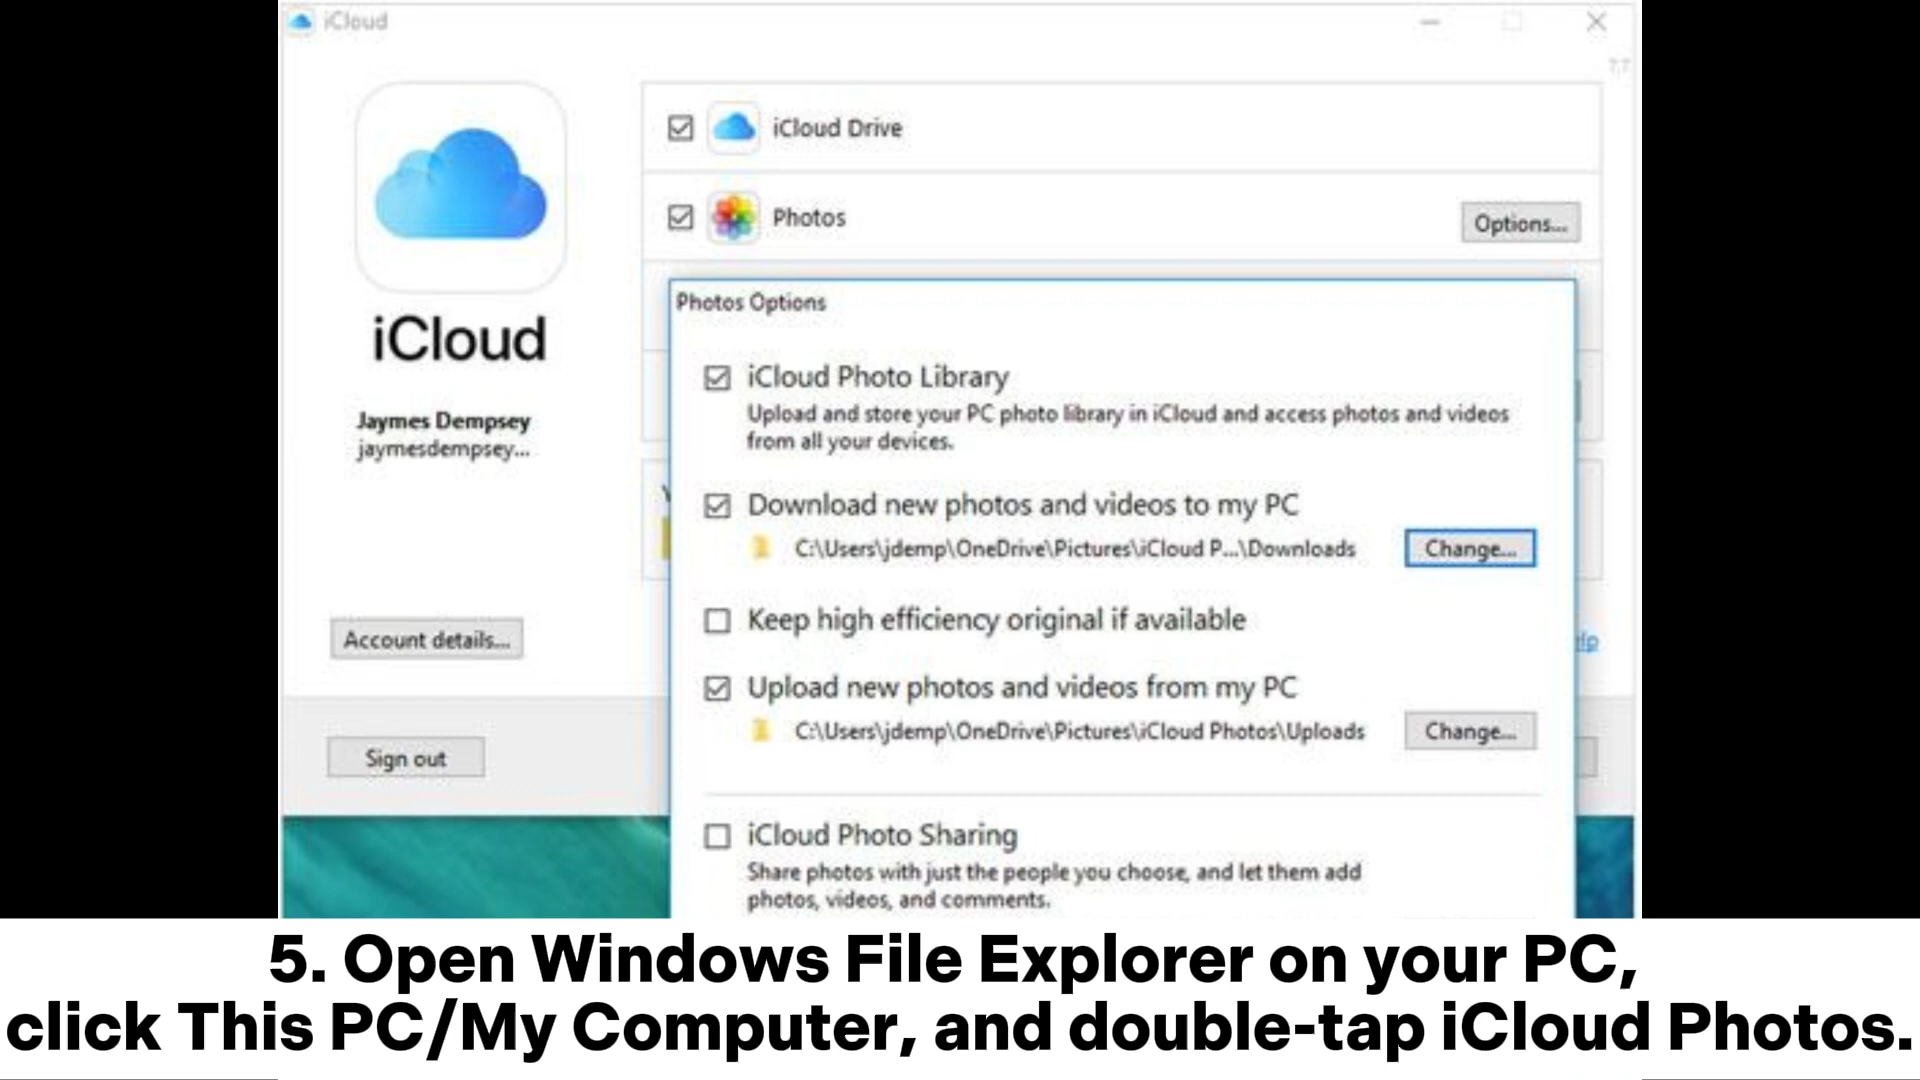 iCloud
7.7
iCloud Drive
Photos
Options...
iCloud
Jaymes Dempsey
jaymesdempsey...
Account details...
Sign out
Photos Options
iCloud Photo Library
Upload and store your PC photo library in iCloud and access photos and videos
from all your devices.
Download new photos and videos to my PC
C:\Users\jdemp\OneDrive\Pictures\iCloud P...\Downloads
Change...
Keep high efficiency original if available
Upload new photos and videos from my PC
C:\Users\jdemp\OneDrive\Pictures\iCloud Photos\Uploads
Change...
iCloud Photo Sharing
Share photos with just the people you choose, and let them add
photos, videos, and comments.
5. Open Windows File Explorer on your PC,
click This PC/My Computer, and double-tap iCloud Photos.